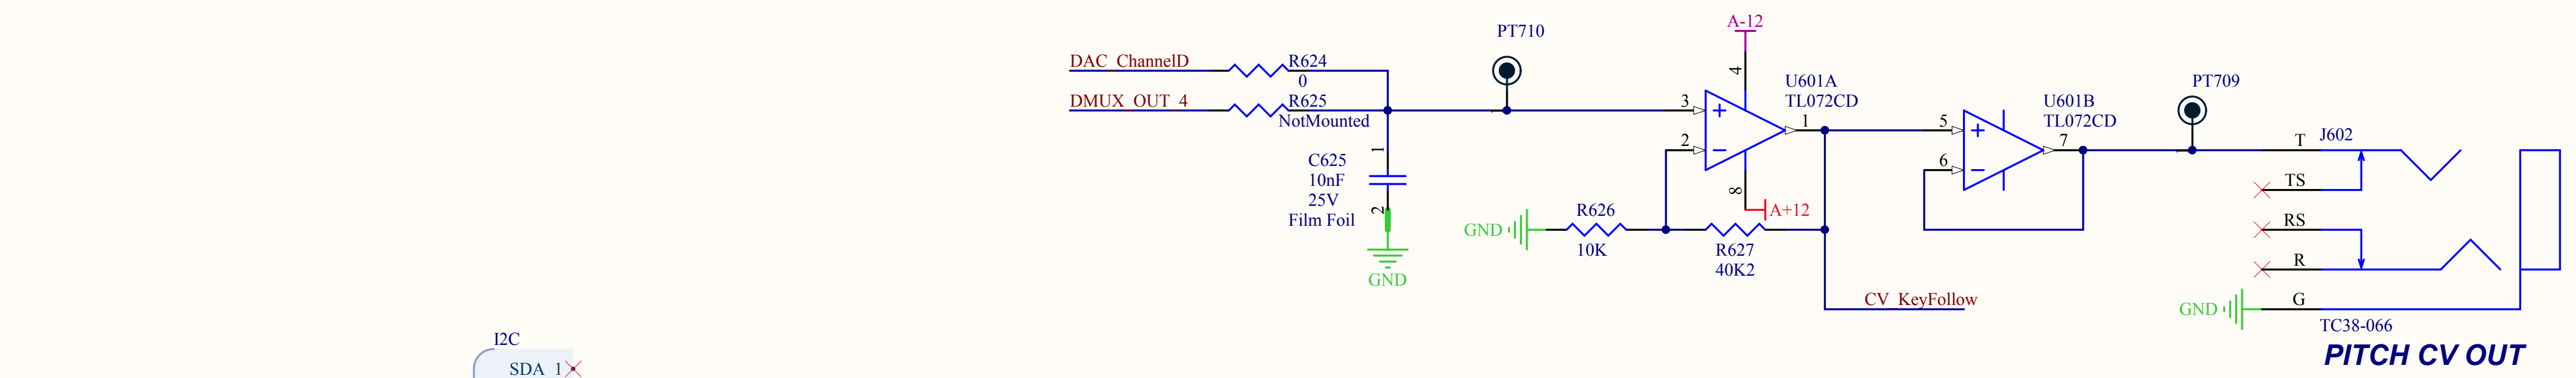 A-12
PT710
DAC_ChannelD
R624
0
DMUX_OUT_4
R625
NotMounted
4
U601A
TL072CD
3
1
2
8
A+12
C625
10nF
25V
Film Foil
1
2
GND
GND
R626
10K
R627
40K2
CV_KeyFollow
U601B
TL072CD
5
7
6
PT709
T
J602
TS
RS
R
GND
G
TC38-066
PITCH CV OUT
I2C
SDA_1